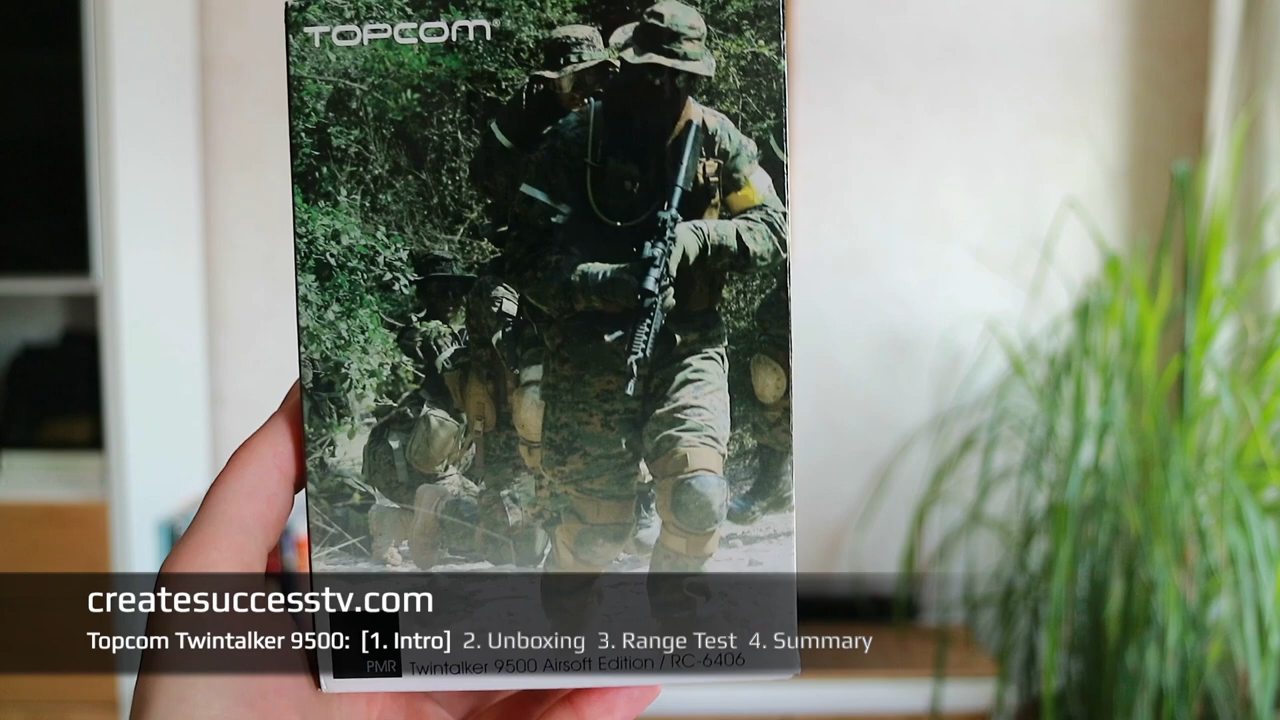 TOPCOM®
createsuccesstv.com
Topcom Twintalker 9500: [1. Intro] 2. Unboxing 3. Range Test 4. Summary
PMR Twintalker 9500 Airsoft Edition / RC-6406